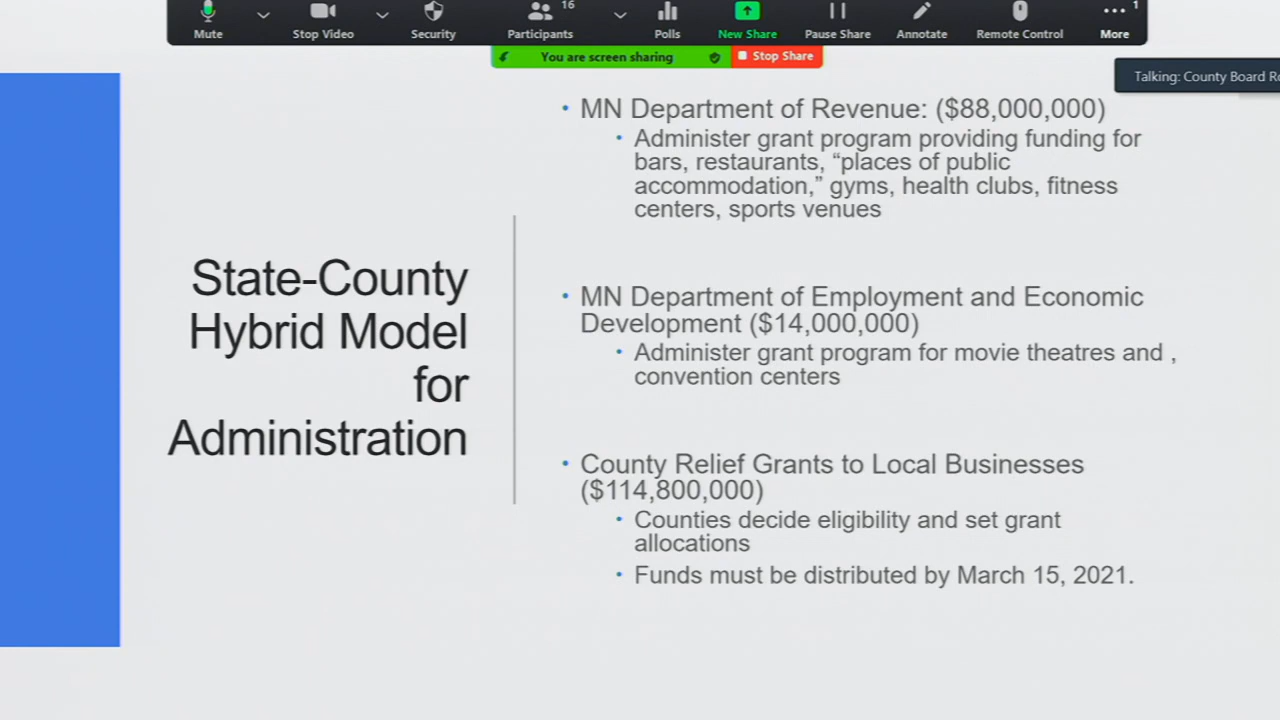 16
1
Mute
Stop Video
Security
Participants
Polls
New Share
Pause Share
Annotate
Remote Control
More
You are screen sharing
Stop Share
Talking: County Board
State-County
Hybrid Model
for
Administration
• MN Department of Revenue: ($88,000,000)
• Administer grant program providing funding for
bars, restaurants, “places of public
accommodation,” gyms, health clubs, fitness
centers, sports venues
• MN Department of Employment and Economic
Development ($14,000,000)
• Administer grant program for movie theatres and ,
convention centers
• County Relief Grants to Local Businesses
($114,800,000)
• Counties decide eligibility and set grant
allocations
• Funds must be distributed by March 15, 2021.